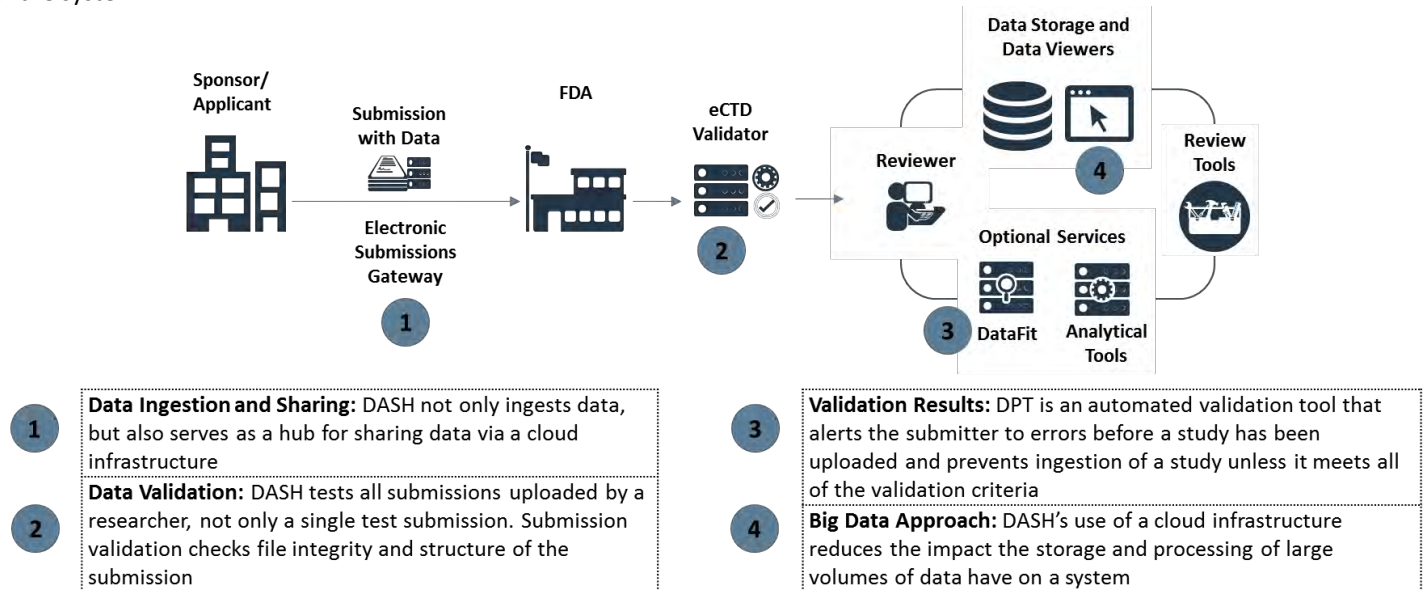 Sponsor/
Applicant
Submission
with Data
Electronic
Submissions
Gateway
1
FDA
eCTD
Validator
2
Reviewer
Data Storage and
Data Viewers
4
Review
Tools
Optional Services
3
DataFit
Analytical
Tools
1
Data Ingestion and Sharing: DASH not only ingests data,
but also serves as a hub for sharing data via a cloud
infrastructure
2
Data Validation: DASH tests all submissions uploaded by a
researcher, not only a single test submission. Submission
validation checks file integrity and structure of the
submission
3
Validation Results: DPT is an automated validation tool that
alerts the submitter to errors before a study has been
uploaded and prevents ingestion of a study unless it meets all
of the validation criteria
4
Big Data Approach: DASH's use of a cloud infrastructure
reduces the impact the storage and processing of large
volumes of data have on a system